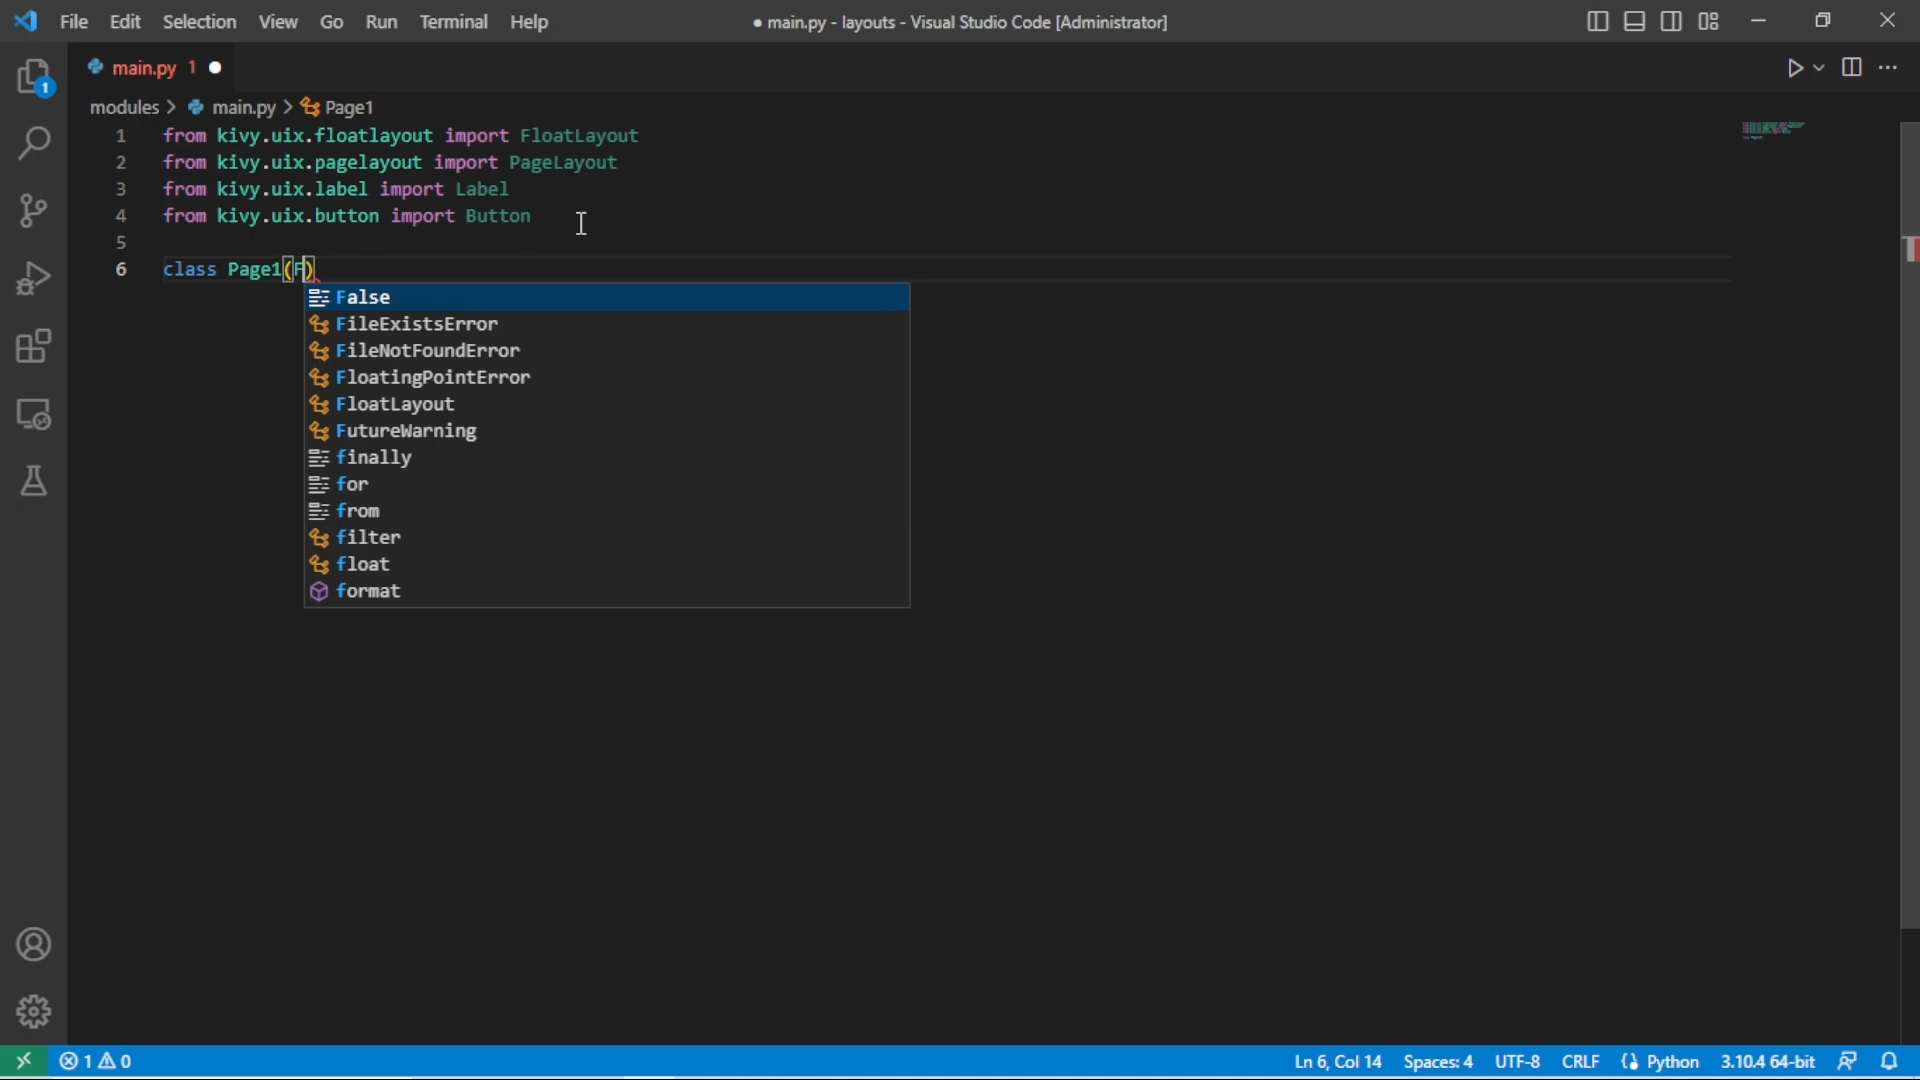 File Edit Selection View Go Run Terminal Help ● main.py - layouts - Visual Studio Code [Administrator]
1 main.py 1
modules > main.py > Page1
1 from kivy.uix.floatlayout import FloatLayout
2 from kivy.uix.pagelayout import PageLayout
3 from kivy.uix.label import Label
4 from kivy.uix.button import Button
5
6 class Page1(F)
False
FileExistsError
FileNotFoundError
FloatingPointError
FloatLayout
FutureWarning
finally
for
from
filter
float
format
1 0 Ln 6, Col 14 Spaces: 4 UTF-8 CRLF Python 3.10.4 64-bit